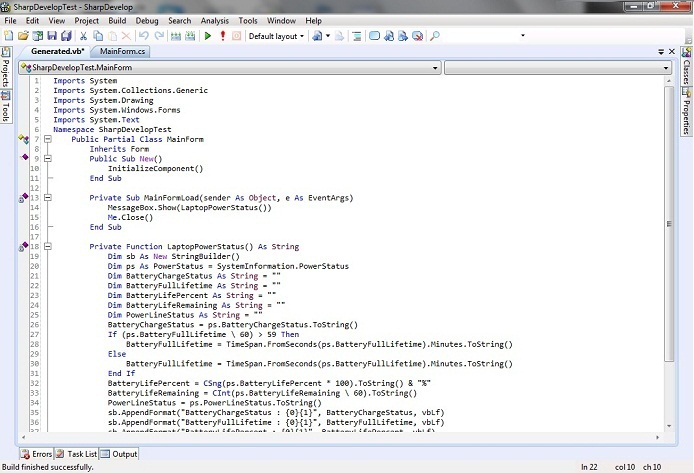 SharpDevelopTest - SharpDevelop
File Edit View Project Build Debug Search Analysis Tools Window Help
Default layout
Generated.vb* MainForm.cs
SharpDevelopTest.MainForm
Projects
Tools
Classes
Properties
1 Imports System
2 Imports System.Collections.Generic
3 Imports System.Drawing
4 Imports System.Windows.Forms
5 Imports System.Text
6 Namespace SharpDevelopTest
7 Public Partial Class MainForm
8 Inherits Form
9 Public Sub New()
10 InitializeComponent()
11 End Sub
12
13 Private Sub MainFormLoad(sender As Object, e As EventArgs)
14 MessageBox.Show(LaptopPowerStatus())
15 Me.Close()
16 End Sub
17
18 Private Function LaptopPowerStatus() As String
19 Dim sb As New StringBuilder()
20 Dim ps As PowerStatus = SystemInformation.PowerStatus
21 Dim BatteryChargeStatus As String = ""
22 Dim BatteryFullLifetime As String = ""
23 Dim BatteryLifePercent As String = ""
24 Dim BatteryLifeRemaining As String = ""
25 Dim PowerLineStatus As String = ""
26 BatteryChargeStatus = ps.BatteryChargeStatus.ToString()
27 If (ps.BatteryFullLifetime \ 60) > 59 Then
28 BatteryFullLifetime = TimeSpan.FromSeconds(ps.BatteryFullLifetime).Minutes.ToString()
29 Else
30 BatteryFullLifetime = TimeSpan.FromSeconds(ps.BatteryFullLifetime).Minutes.ToString()
31 End If
32 BatteryLifePercent = CSng(ps.BatteryLifePercent * 100).ToString() & "%"
33 BatteryLifeRemaining = CInt(ps.BatteryLifeRemaining \ 60).ToString()
34 PowerLineStatus = ps.PowerLineStatus.ToString()
35 sb.AppendFormat("BatteryChargeStatus : {0}{1}", BatteryChargeStatus, vbLf)
36 sb.AppendFormat("BatteryFullLifetime : {0}{1}", BatteryFullLifetime, vbLf)
37 sb.AppendFormat("BatteryLifePercent : {0}{1}", BatteryLifePercent, vbLf)
Errors Task List Output
Build finished successfully. ln 22 col 10 ch 10